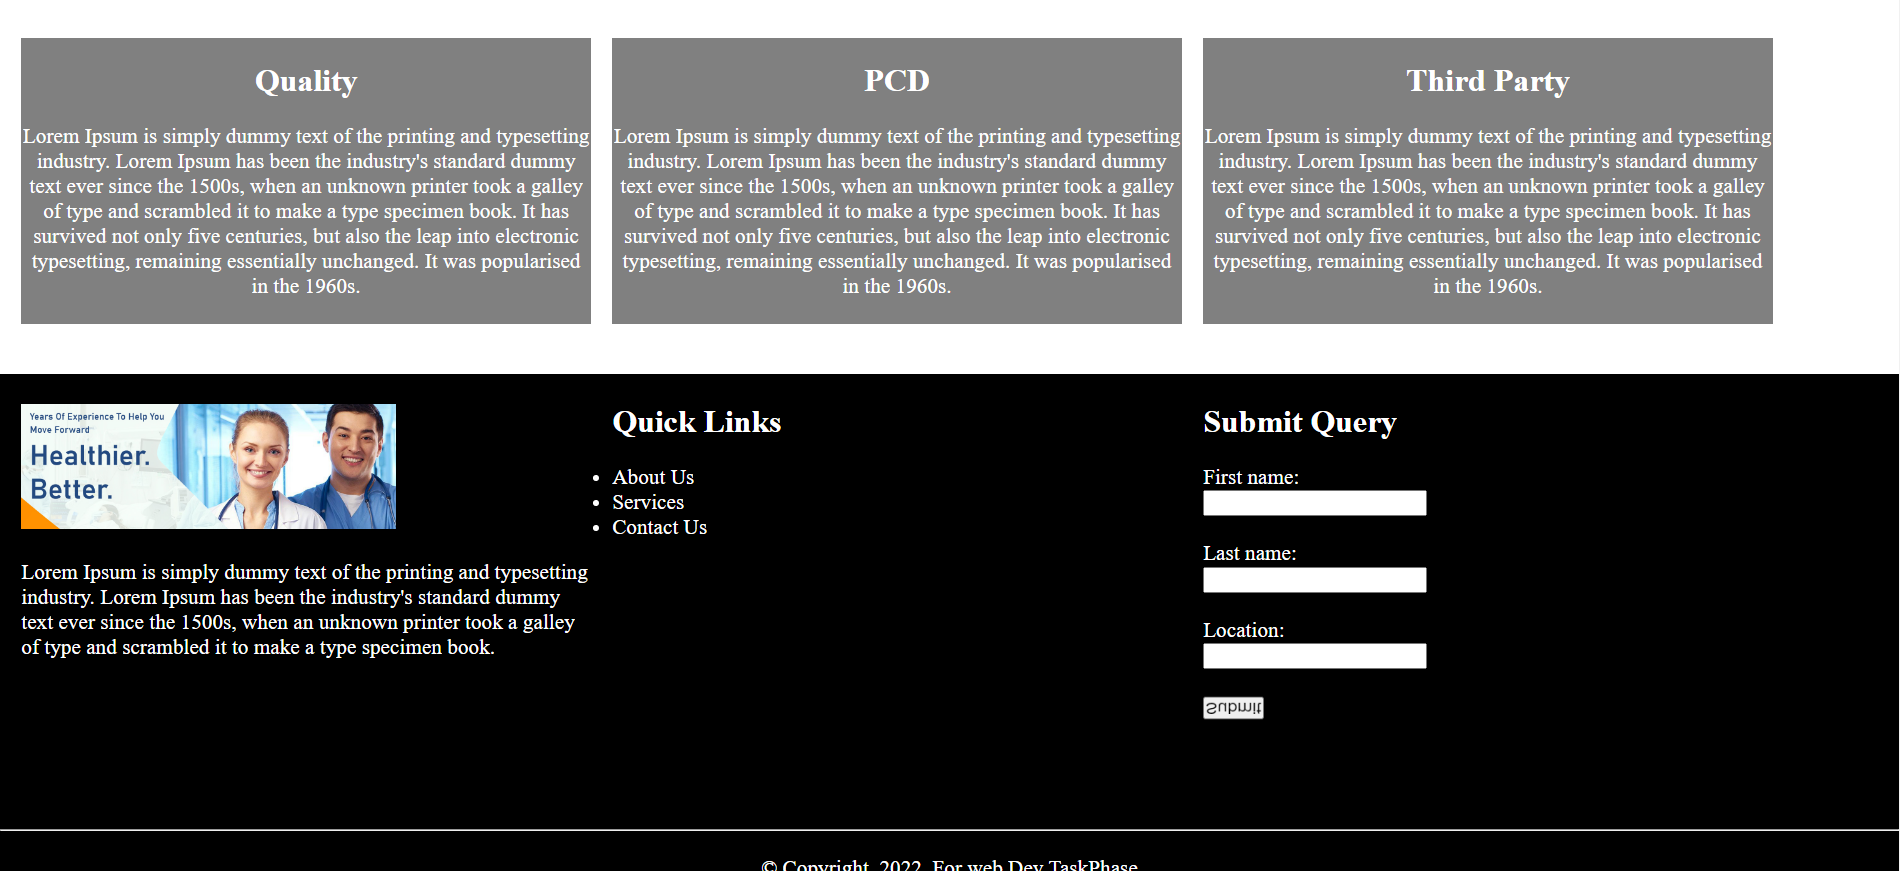 Quality
Lorem Ipsum is simply dummy text of the printing and typesetting
industry. Lorem Ipsum has been the industry's standard dummy
text ever since the 1500s, when an unknown printer took a galley
of type and scrambled it to make a type specimen book. It has
survived not only five centuries, but also the leap into electronic
typesetting, remaining essentially unchanged. It was popularised
in the 1960s.
PCD
Lorem Ipsum is simply dummy text of the printing and typesetting
industry. Lorem Ipsum has been the industry's standard dummy
text ever since the 1500s, when an unknown printer took a galley
of type and scrambled it to make a type specimen book. It has
survived not only five centuries, but also the leap into electronic
typesetting, remaining essentially unchanged. It was popularised
in the 1960s.
Third Party
Lorem Ipsum is simply dummy text of the printing and typesetting
industry. Lorem Ipsum has been the industry's standard dummy
text ever since the 1500s, when an unknown printer took a galley
of type and scrambled it to make a type specimen book. It has
survived not only five centuries, but also the leap into electronic
typesetting, remaining essentially unchanged. It was popularised
in the 1960s.
Years Of Experience To Help You
Move Forward
Healthier.
Better.
Lorem Ipsum is simply dummy text of the printing and typesetting
industry. Lorem Ipsum has been the industry's standard dummy
text ever since the 1500s, when an unknown printer took a galley
of type and scrambled it to make a type specimen book.
Quick Links
• About Us
• Services
• Contact Us
Submit Query
First name:
Last name:
Location:
Submit
© Copyright, 2022, For web Dev TaskPhase